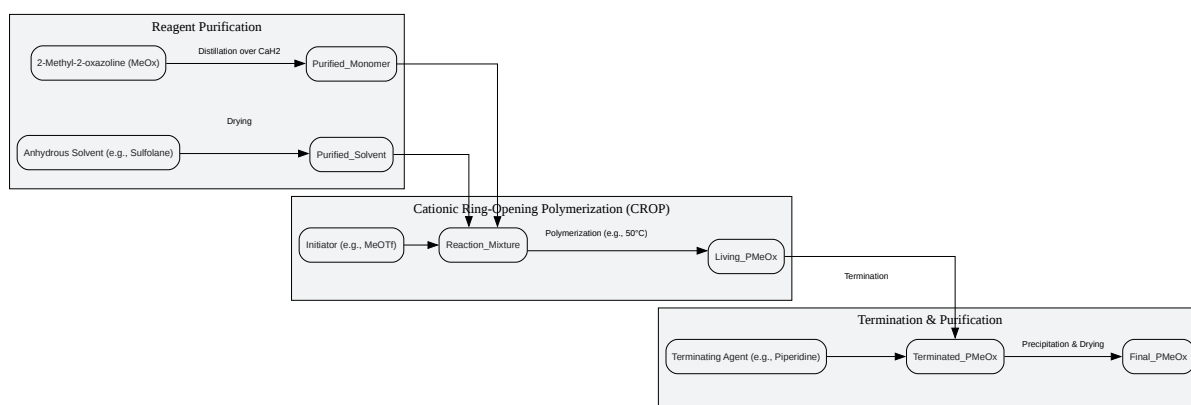 Reagent Purification
2-Methyl-2-oxazoline (MeOx)
Distillation over CaH2
Purified_Monomer
Drying
Anhydrous Solvent (e.g., Sulfolane)
Purified_Solvent
Cationic Ring-Opening Polymerization (CROP)
Initiator (e.g., MeOTf)
Reaction_Mixture
Polymerization (e.g., 50°C)
Living_PMeOx
Termination
Termination & Purification
Terminating Agent (e.g., Piperidine)
Terminated_PMeOx
Precipitation & Drying
Final_PMeOx